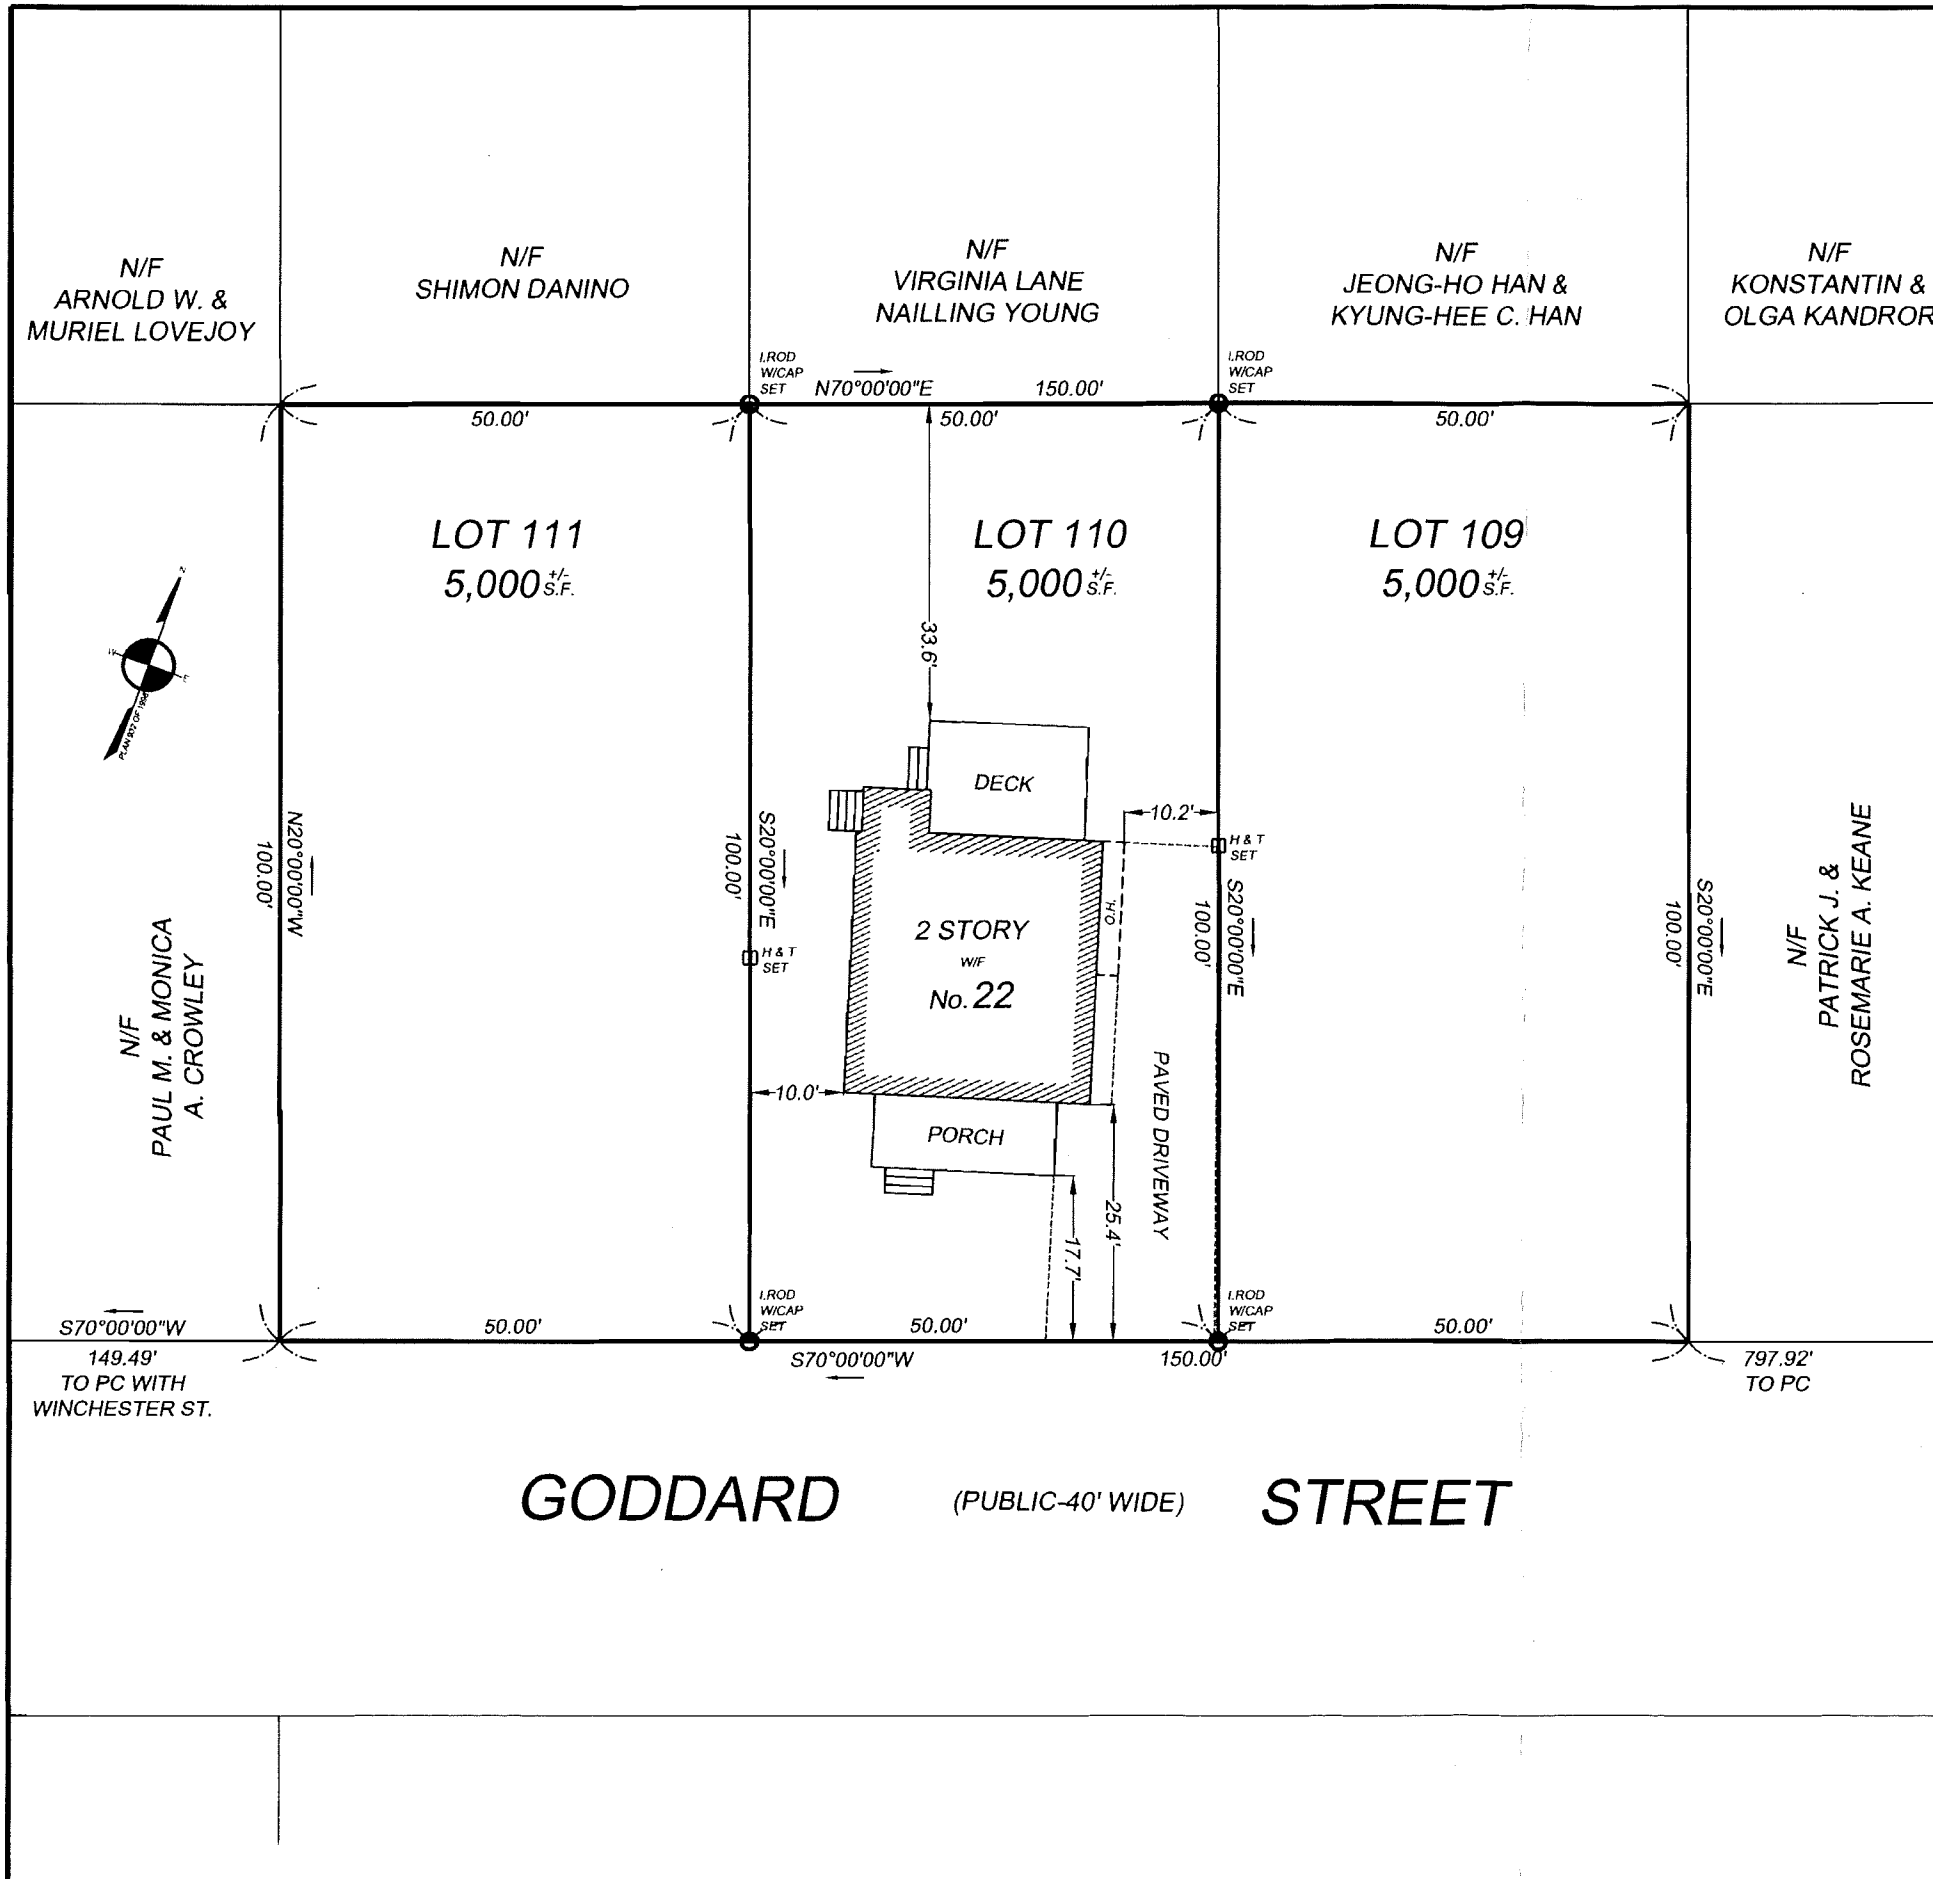 N/F
ARNOLD W. &
MURIEL LOVEJOY
N/F
SHIMON DANINO
N/F
VIRGINIA LANE
NAILLING YOUNG
N/F
JEONG-HO HAN &
KYUNG-HEE C. HAN
N/F
KONSTANTIN &
OLGA KANDROR
I.ROD
W/CAP
SET
N70°00'00"E
150.00'
I.ROD
W/CAP
SET
50.00'
50.00'
50.00'
LOT 111
5,000 +/- S.F.
LOT 110
5,000 +/- S.F.
LOT 109
5,000 +/- S.F.
N
W
E
PLAN 937 OF 1996
33.6'
DECK
10.2'
H & T
SET
N20°00'00"W
100.00'
S20°00'00"E
100.00'
H & T
SET
2 STORY
W/F
No. 22
O.H.
S20°00'00"E
100.00'
S20°00'00"E
100.00'
N/F
PAUL M. & MONICA
A. CROWLEY
N/F
PATRICK J. &
ROSEMARIE A. KEANE
10.0'
PORCH
PAVED DRIVEWAY
25.4'
17.7'
I.ROD
W/CAP
SET
I.ROD
W/CAP
SET
S70°00'00"W
50.00'
50.00'
50.00'
149.49'
TO PC WITH
WINCHESTER ST.
S70°00'00"W
150.00'
797.92'
TO PC
GODDARD (PUBLIC-40' WIDE) STREET